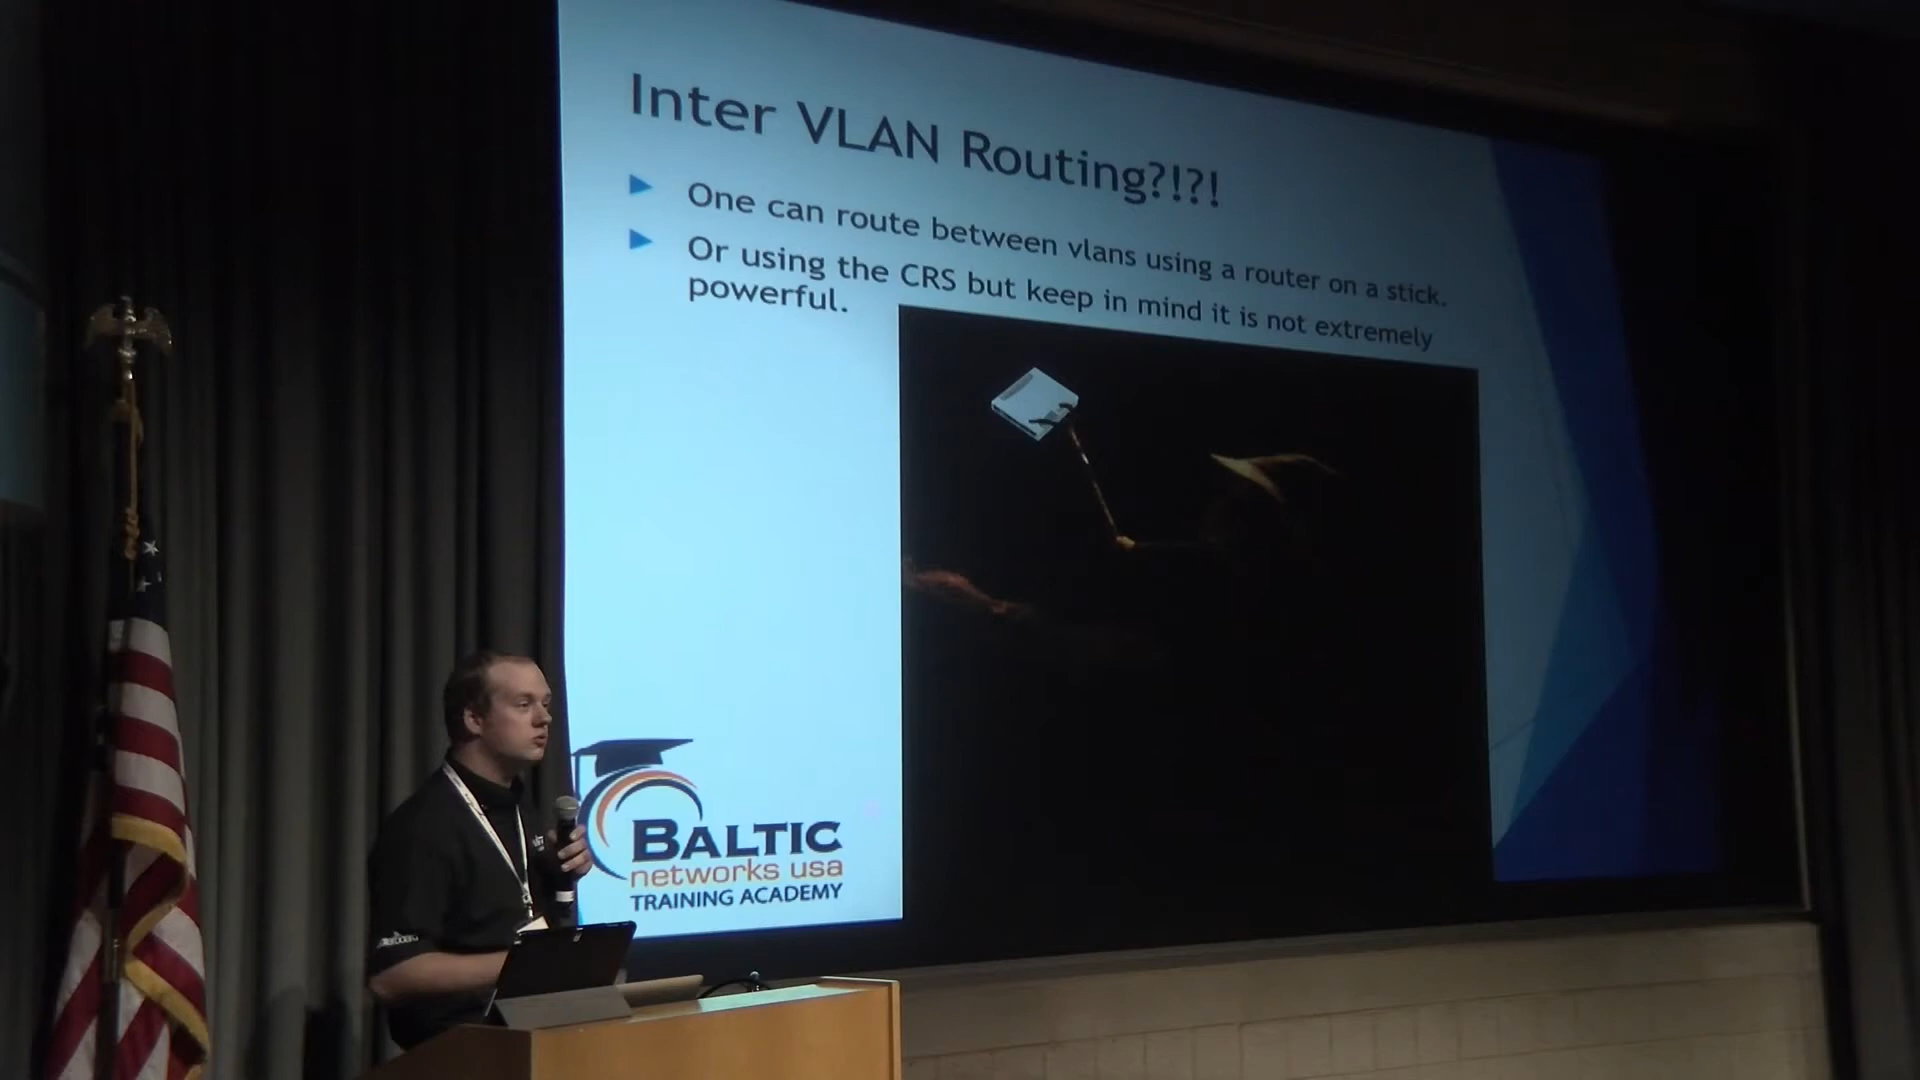 Inter VLAN Routing?!?!
One can route between vlans using a router on a stick.
Or using the CRS but keep in mind it is not extremely
powerful.
BALTIC
networks usa
TRAINING ACADEMY